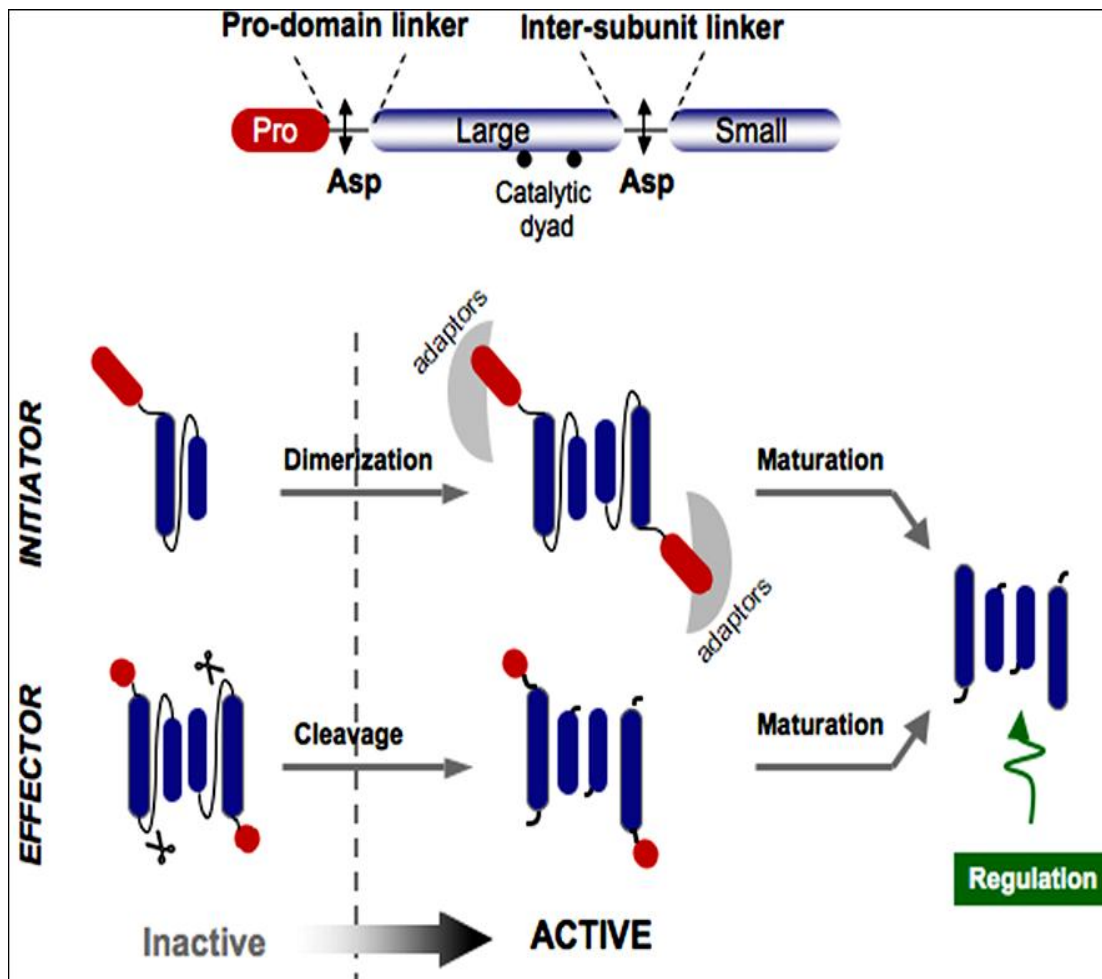 Pro-domain linker
Inter-subunit linker
Pro
Large
Small
Asp
Catalytic
dyad
Asp
INITIATOR
adaptors
Dimerization
Maturation
adaptors
EFFECTOR
Cleavage
Maturation
Regulation
Inactive
ACTIVE